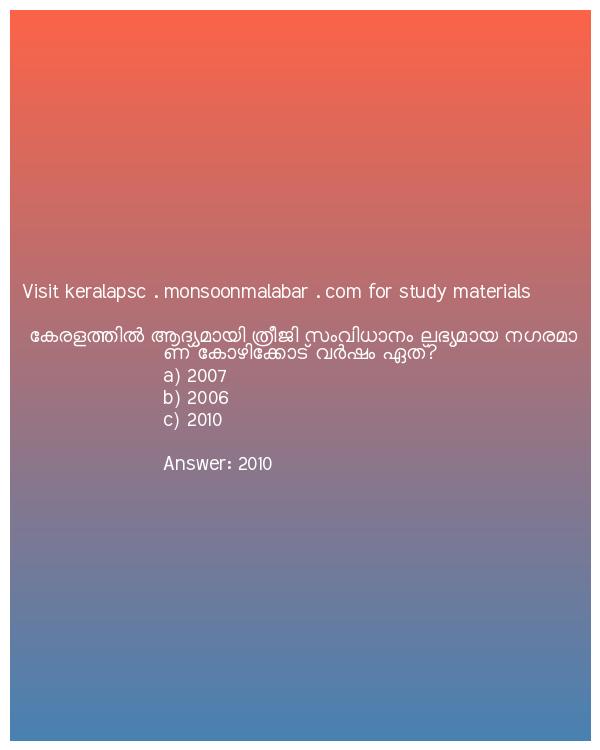 Visit keralapsc . monsoonmalabar . com for study materials
കേരളത്തിൽ ആദ്യമായി ത്രീജി സംവിധാനം ലഭ്യമായ നഗരമാ
ണ് കോഴിക്കോട് വർഷം ഏത്?
a) 2007
b) 2006
c) 2010
Answer: 2010